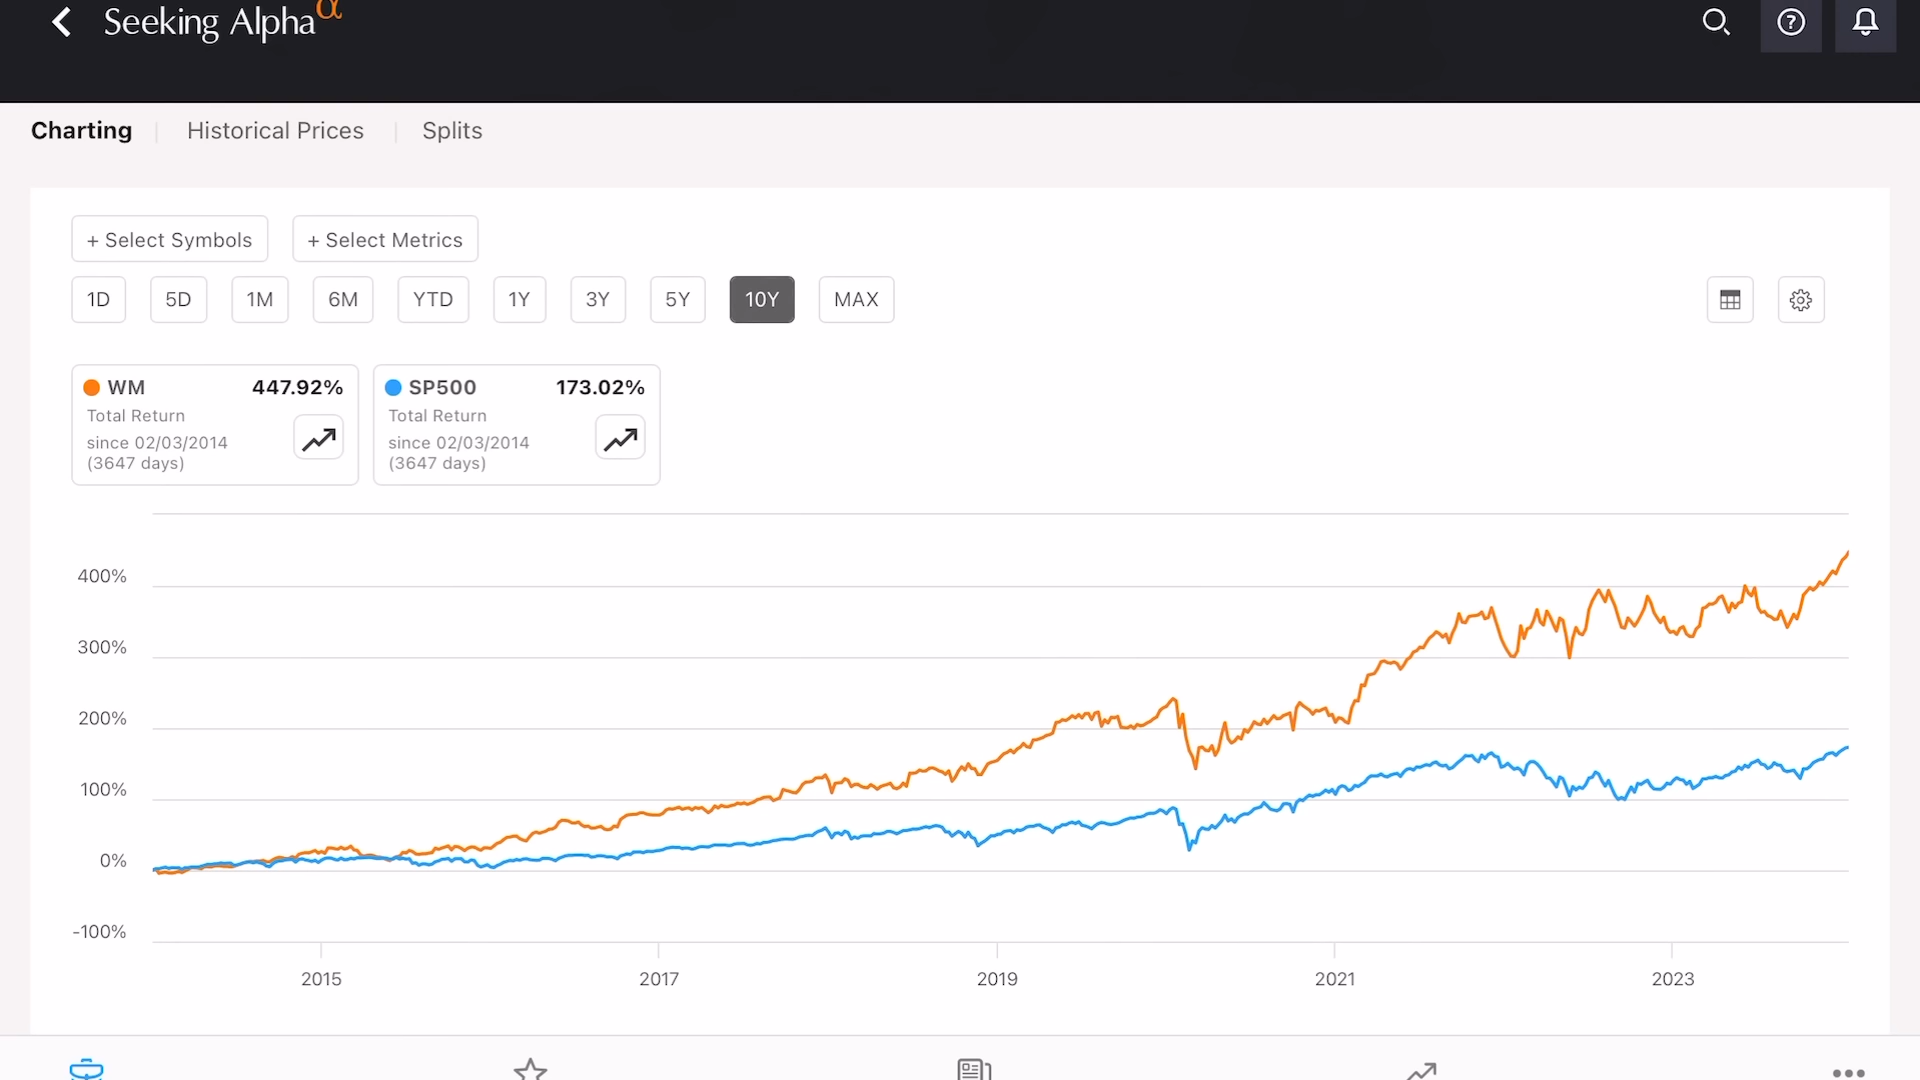 Seeking Alpha α
Charting Historical Prices Splits
+ Select Symbols + Select Metrics
1D 5D 1M 6M YTD 1Y 3Y 5Y 10Y MAX
WM 447.92%
Total Return
since 02/03/2014
(3647 days)
SP500 173.02%
Total Return
since 02/03/2014
(3647 days)
400%
300%
200%
100%
0%
-100%
2015 2017 2019 2021 2023